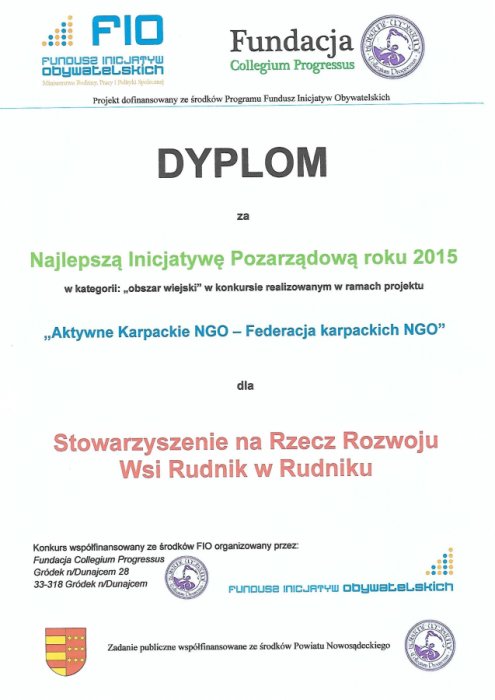 FIO
FUNDUSZ INICJATYW
obywatelskich
Ministerstwo Rodziny, Pracy i Polityki Społecznej
Fundacja
Collegium Progressus
Projekt dofinansowany ze środków Programu Fundusz Inicjatyw Obywatelskich
DYPLOM
za
Najlepszą Inicjatywę Pozarządową roku 2015
w kategorii: „obszar wiejski” w konkursie realizowanym w ramach projektu
„Aktywne Karpackie NGO – Federacja karpackich NGO”
dla
Stowarzyszenie na Rzecz Rozwoju
Wsi Rudnik w Rudniku
Konkurs współfinansowany ze środków FIO organizowany przez:
Fundacja Collegium Progressus
Gródek n/Dunajcem 28
33-318 Gródek n/Dunajcem
FUNDUSZ INICJATYW obywatelskich
Zadanie publiczne współfinansowane ze środków Powiatu Nowosądeckiego